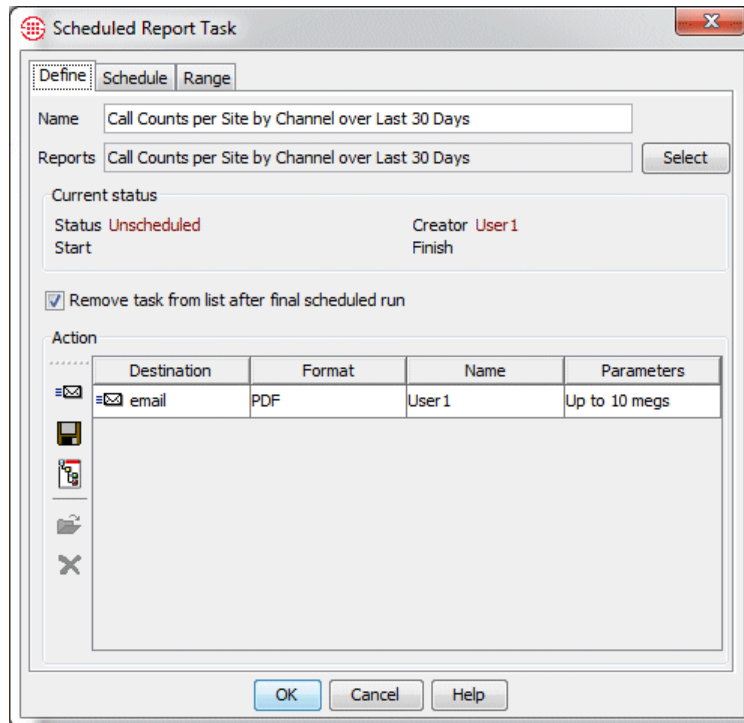 Scheduled Report Task
Define Schedule Range
Name Call Counts per Site by Channel over Last 30 Days
Reports Call Counts per Site by Channel over Last 30 Days Select
Current status
Status Unscheduled Creator User1
Start Finish
Remove task from list after final scheduled run
Action
Destination Format Name Parameters
email PDF User1 Up to 10 megs
OK Cancel Help